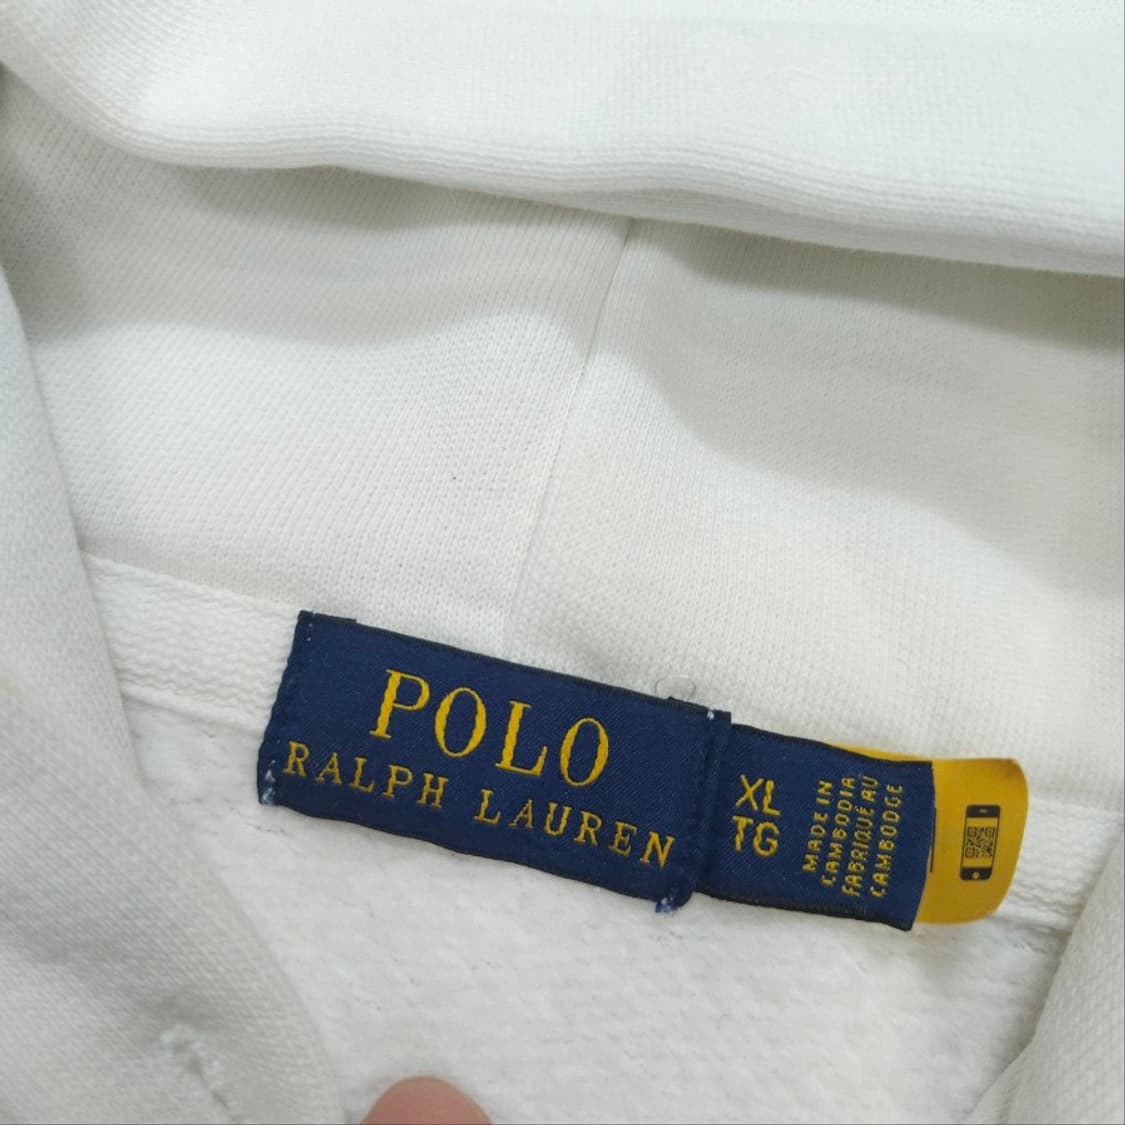 POLO
RALPH LAUREN
XL
TG
MADE IN
CAMBODIA
FABRIQUÉ AU
CAMBODGE